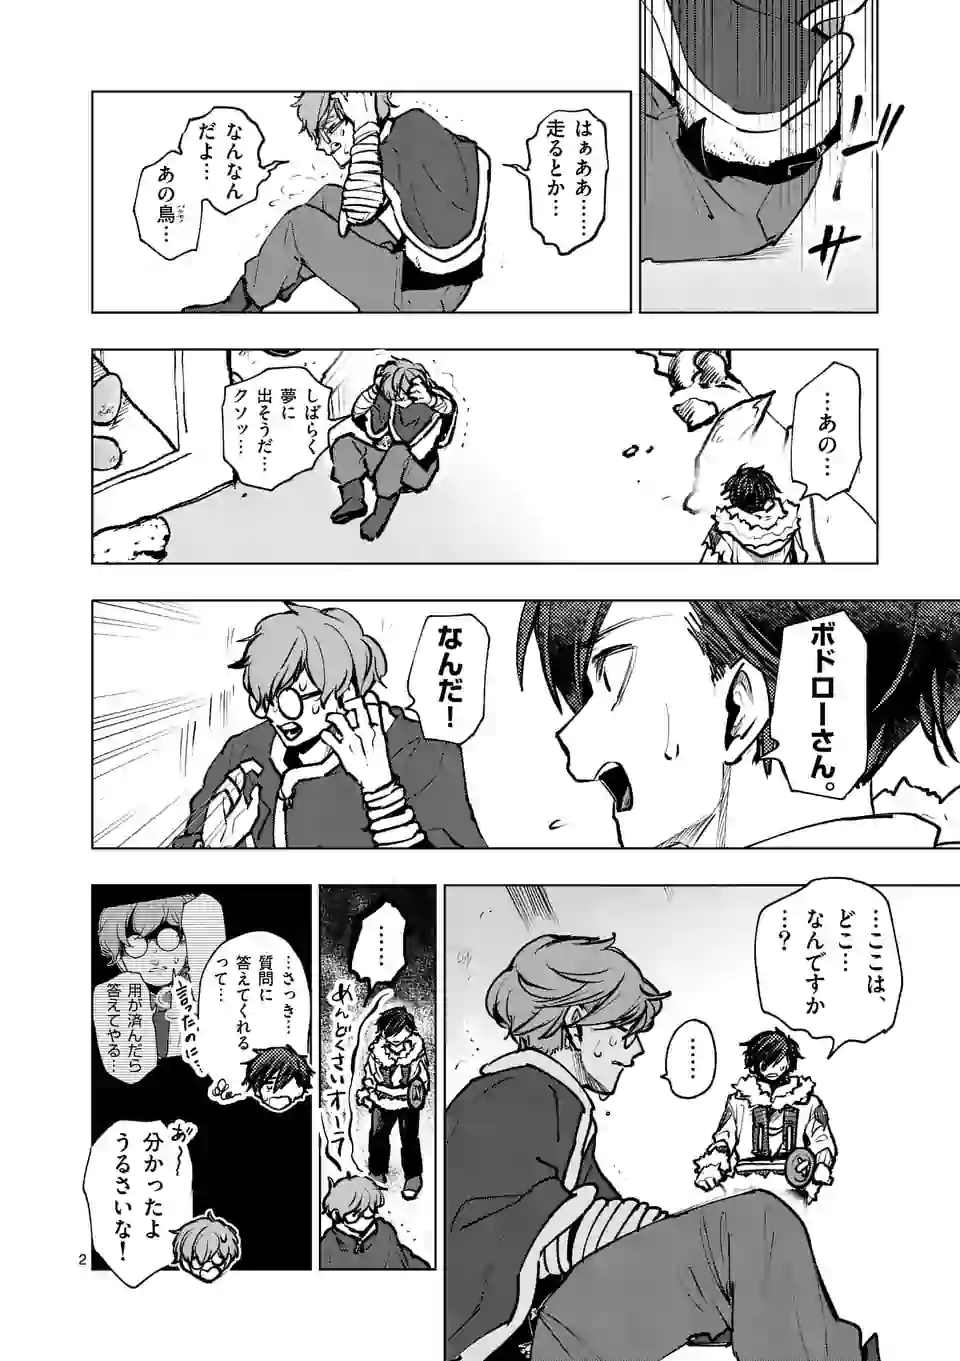 ドサ
はぁああ……
走るとか…
なんなん
だよ…
あの鳥…
…あの…
しばらく
夢に
出そうだ…
クソッ…
ボドローさん。
なんだ!
…ここは、
どこ…
なんですか
…?
……
……
めんどくさいオーラ
…さっき…
質問に
答えてくれる
って…
言ったのに…
用が済んだら
答えてやる…
あ゛〜
分かったよ
うるさいな!
2